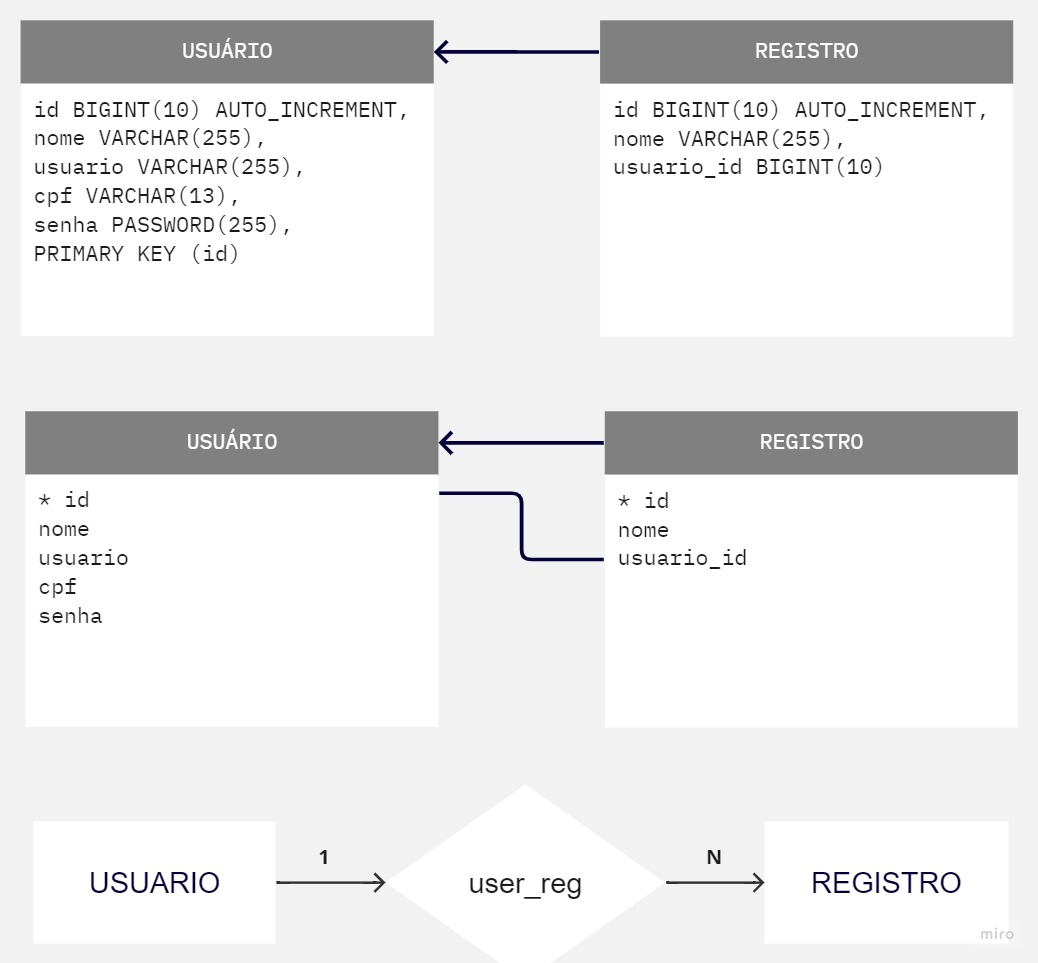 USUÁRIO
id BIGINT(10) AUTO_INCREMENT,
nome VARCHAR(255),
usuario VARCHAR(255),
cpf VARCHAR(13),
senha PASSWORD(255),
PRIMARY KEY (id)
REGISTRO
id BIGINT(10) AUTO_INCREMENT,
nome VARCHAR(255),
usuario_id BIGINT(10)
USUÁRIO
* id
nome
usuario
cpf
senha
REGISTRO
* id
nome
usuario_id
USUARIO
1
user_reg
N
REGISTRO
miro